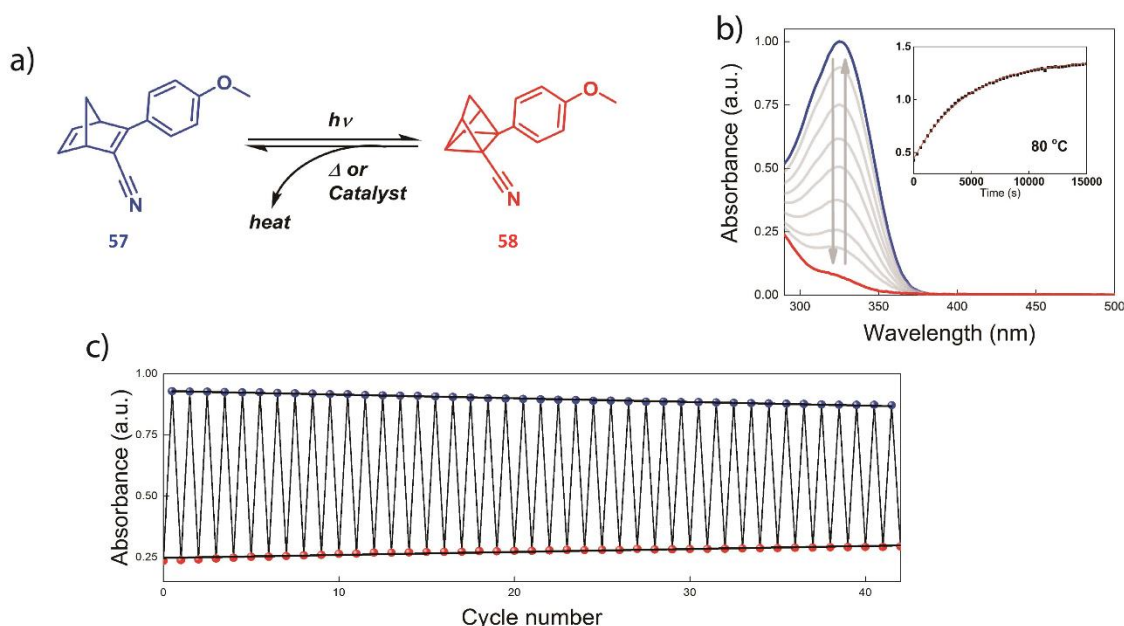 a)
O
N
57
hν
Δ or
Catalyst
heat
O
N
58
b)
Absorbance (a.u.)
1.00
0.75
0.50
0.25
0.00
300
350
400
450
500
Wavelength (nm)
1.5
1.0
0.5
0
5000
10000
15000
Time (s)
80 °C
c)
Absorbance (a.u.)
1.00
0.75
0.50
0.25
0
10
20
30
40
Cycle number